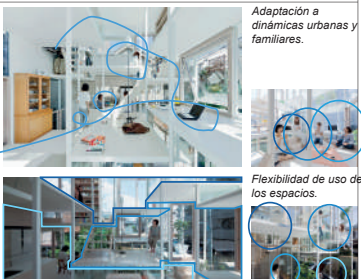 Adaptación a
dinámicas urbanas y
familiares.
Flexibilidad de uso de
los espacios.